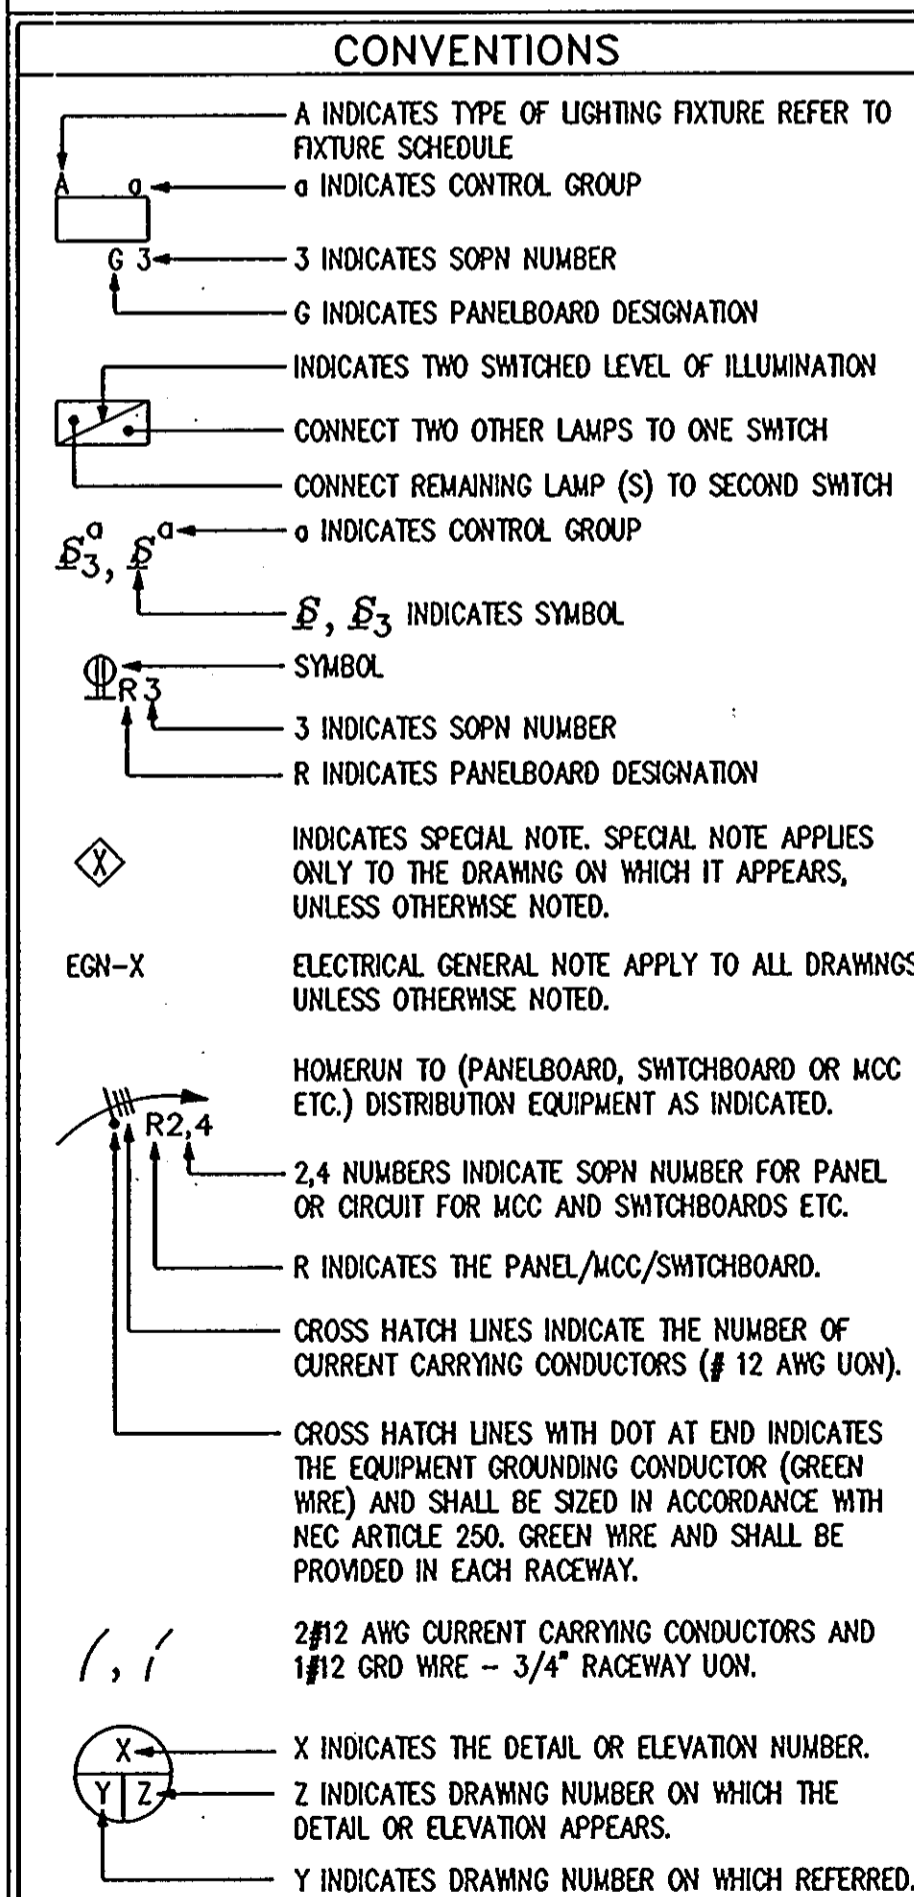 CONVENTIONS
A INDICATES TYPE OF LIGHTING FIXTURE REFER TO
FIXTURE SCHEDULE
A a
a INDICATES CONTROL GROUP
G 3
3 INDICATES SOPN NUMBER
G INDICATES PANELBOARD DESIGNATION
INDICATES TWO SWITCHED LEVEL OF ILLUMINATION
CONNECT TWO OTHER LAMPS TO ONE SWITCH
CONNECT REMAINING LAMP (S) TO SECOND SWITCH
S3a, Sa
a INDICATES CONTROL GROUP
S, S3 INDICATES SYMBOL
SYMBOL
R 3
3 INDICATES SOPN NUMBER
R INDICATES PANELBOARD DESIGNATION
X
INDICATES SPECIAL NOTE. SPECIAL NOTE APPLIES
ONLY TO THE DRAWING ON WHICH IT APPEARS,
UNLESS OTHERWISE NOTED.
EGN-X
ELECTRICAL GENERAL NOTE APPLY TO ALL DRAWINGS
UNLESS OTHERWISE NOTED.
HOMERUN TO (PANELBOARD, SWITCHBOARD OR MCC
ETC.) DISTRIBUTION EQUIPMENT AS INDICATED.
R2,4
2,4 NUMBERS INDICATE SOPN NUMBER FOR PANEL
OR CIRCUIT FOR MCC AND SWITCHBOARDS ETC.
R INDICATES THE PANEL/MCC/SWITCHBOARD.
CROSS HATCH LINES INDICATE THE NUMBER OF
CURRENT CARRYING CONDUCTORS (# 12 AWG UON).
CROSS HATCH LINES WITH DOT AT END INDICATES
THE EQUIPMENT GROUNDING CONDUCTOR (GREEN
WIRE) AND SHALL BE SIZED IN ACCORDANCE WITH
NEC ARTICLE 250. GREEN WIRE AND SHALL BE
PROVIDED IN EACH RACEWAY.
2#12 AWG CURRENT CARRYING CONDUCTORS AND
1#12 GRD WIRE - 3/4" RACEWAY UON.
X
X INDICATES THE DETAIL OR ELEVATION NUMBER.
Y Z
Z INDICATES DRAWING NUMBER ON WHICH THE
DETAIL OR ELEVATION APPEARS.
Y INDICATES DRAWING NUMBER ON WHICH REFERRED.